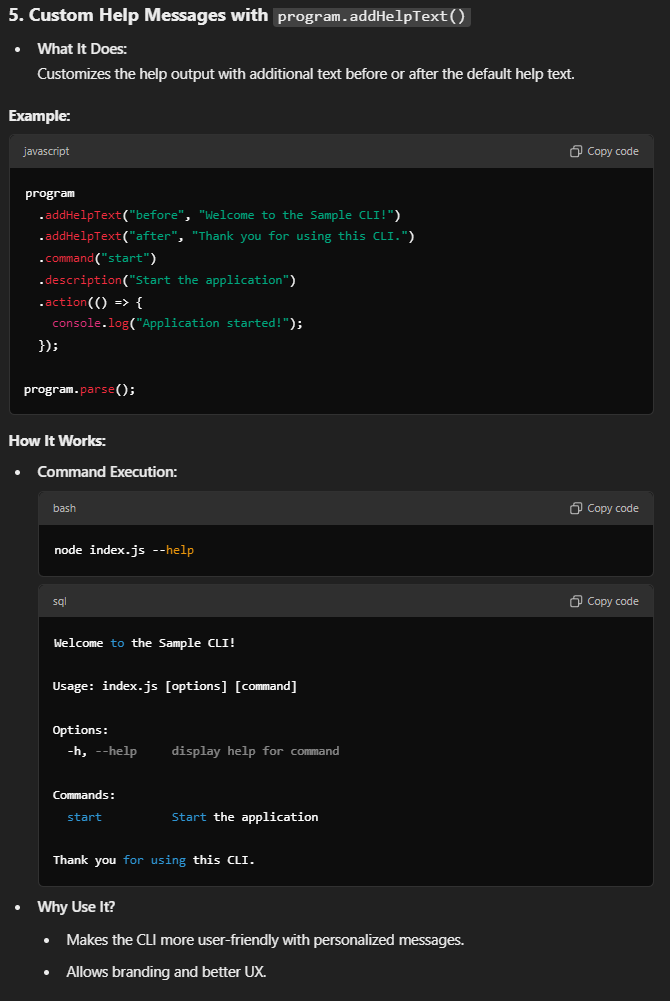 5. Custom Help Messages with program.addHelpText()
• What It Does:
Customizes the help output with additional text before or after the default help text.
Example:
javascript Copy code
program
  .addHelpText("before", "Welcome to the Sample CLI!")
  .addHelpText("after", "Thank you for using this CLI.")
  .command("start")
  .description("Start the application")
  .action(() => {
    console.log("Application started!");
  });

program.parse();
How It Works:
• Command Execution:
bash Copy code
node index.js --help
sql Copy code
Welcome to the Sample CLI!

Usage: index.js [options] [command]

Options:
  -h, --help     display help for command

Commands:
  start          Start the application

Thank you for using this CLI.
• Why Use It?
• Makes the CLI more user-friendly with personalized messages.
• Allows branding and better UX.